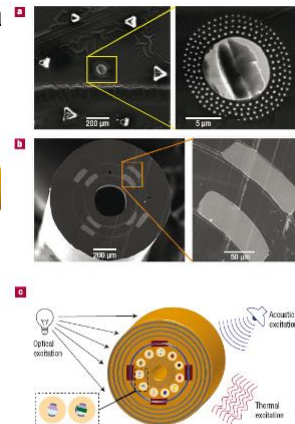 a
200 µm
5 µm
b
200 µm
50 µm
c
Optical
excitation
Acoustic
excitation
Thermal
excitation